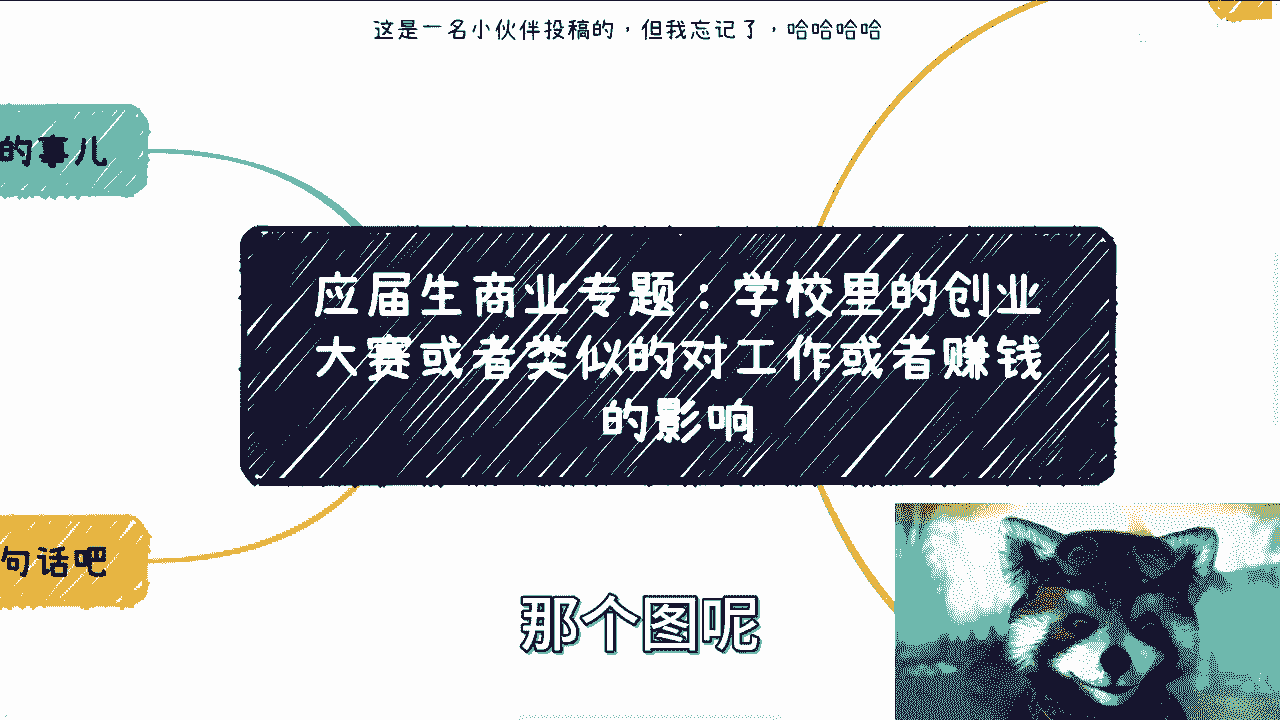 这是一名小伙伴投稿的，但我忘记了，哈哈哈哈
的事儿
应届生商业专题：学校里的创业
大赛或者类似的对工作或者赚钱
的影响
句话吧
那个图呢